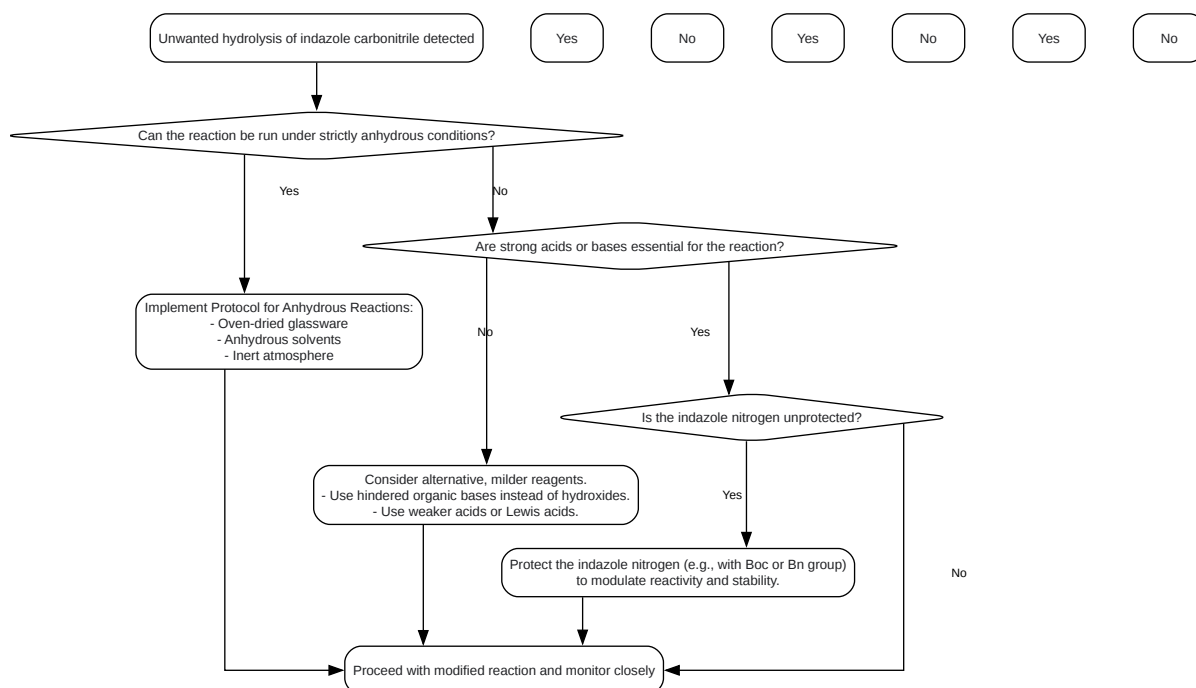 Unwanted hydrolysis of indazole carbonitrile detected
Yes
No
Yes
No
Yes
No
Can the reaction be run under strictly anhydrous conditions?
Yes
No
Are strong acids or bases essential for the reaction?
Implement Protocol for Anhydrous Reactions:
- Oven-dried glassware
- Anhydrous solvents
- Inert atmosphere
No
Yes
Is the indazole nitrogen unprotected?
Consider alternative, milder reagents.
- Use hindered organic bases instead of hydroxides.
- Use weaker acids or Lewis acids.
Yes
Protect the indazole nitrogen (e.g., with Boc or Bn group)
to modulate reactivity and stability.
No
Proceed with modified reaction and monitor closely